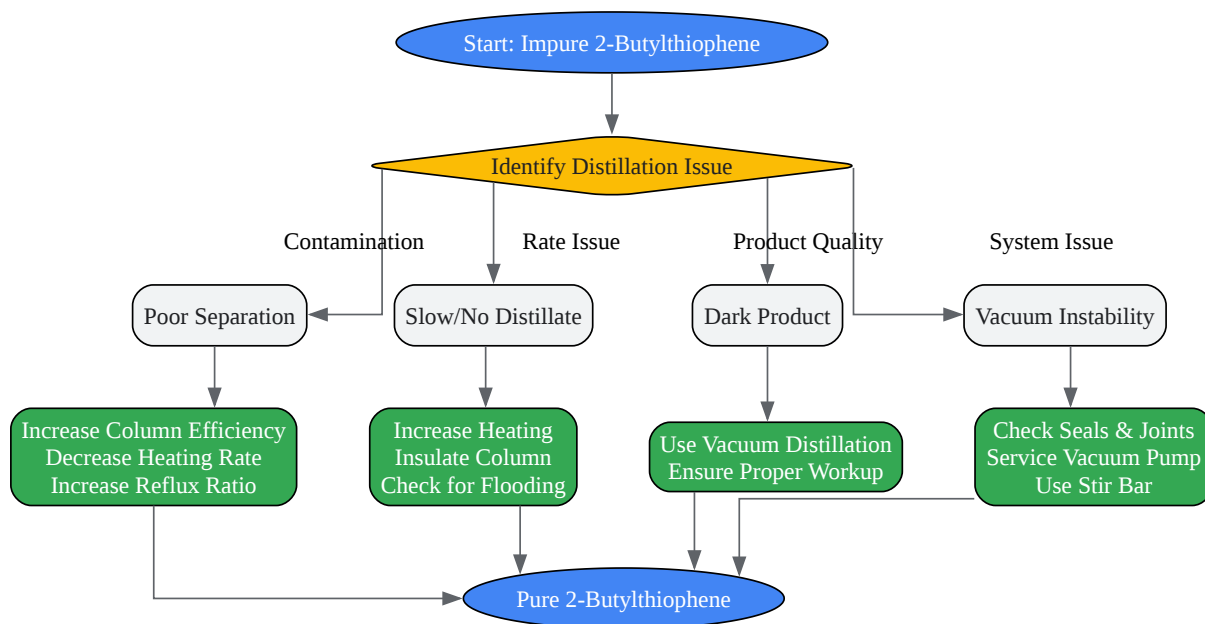 Start: Impure 2-Butylthiophene
Identify Distillation Issue
Contamination
Rate Issue
Product Quality
System Issue
Poor Separation
Slow/No Distillate
Dark Product
Vacuum Instability
Increase Column Efficiency
Decrease Heating Rate
Increase Reflux Ratio
Increase Heating
Insulate Column
Check for Flooding
Use Vacuum Distillation
Ensure Proper Workup
Check Seals & Joints
Service Vacuum Pump
Use Stir Bar
Pure 2-Butylthiophene